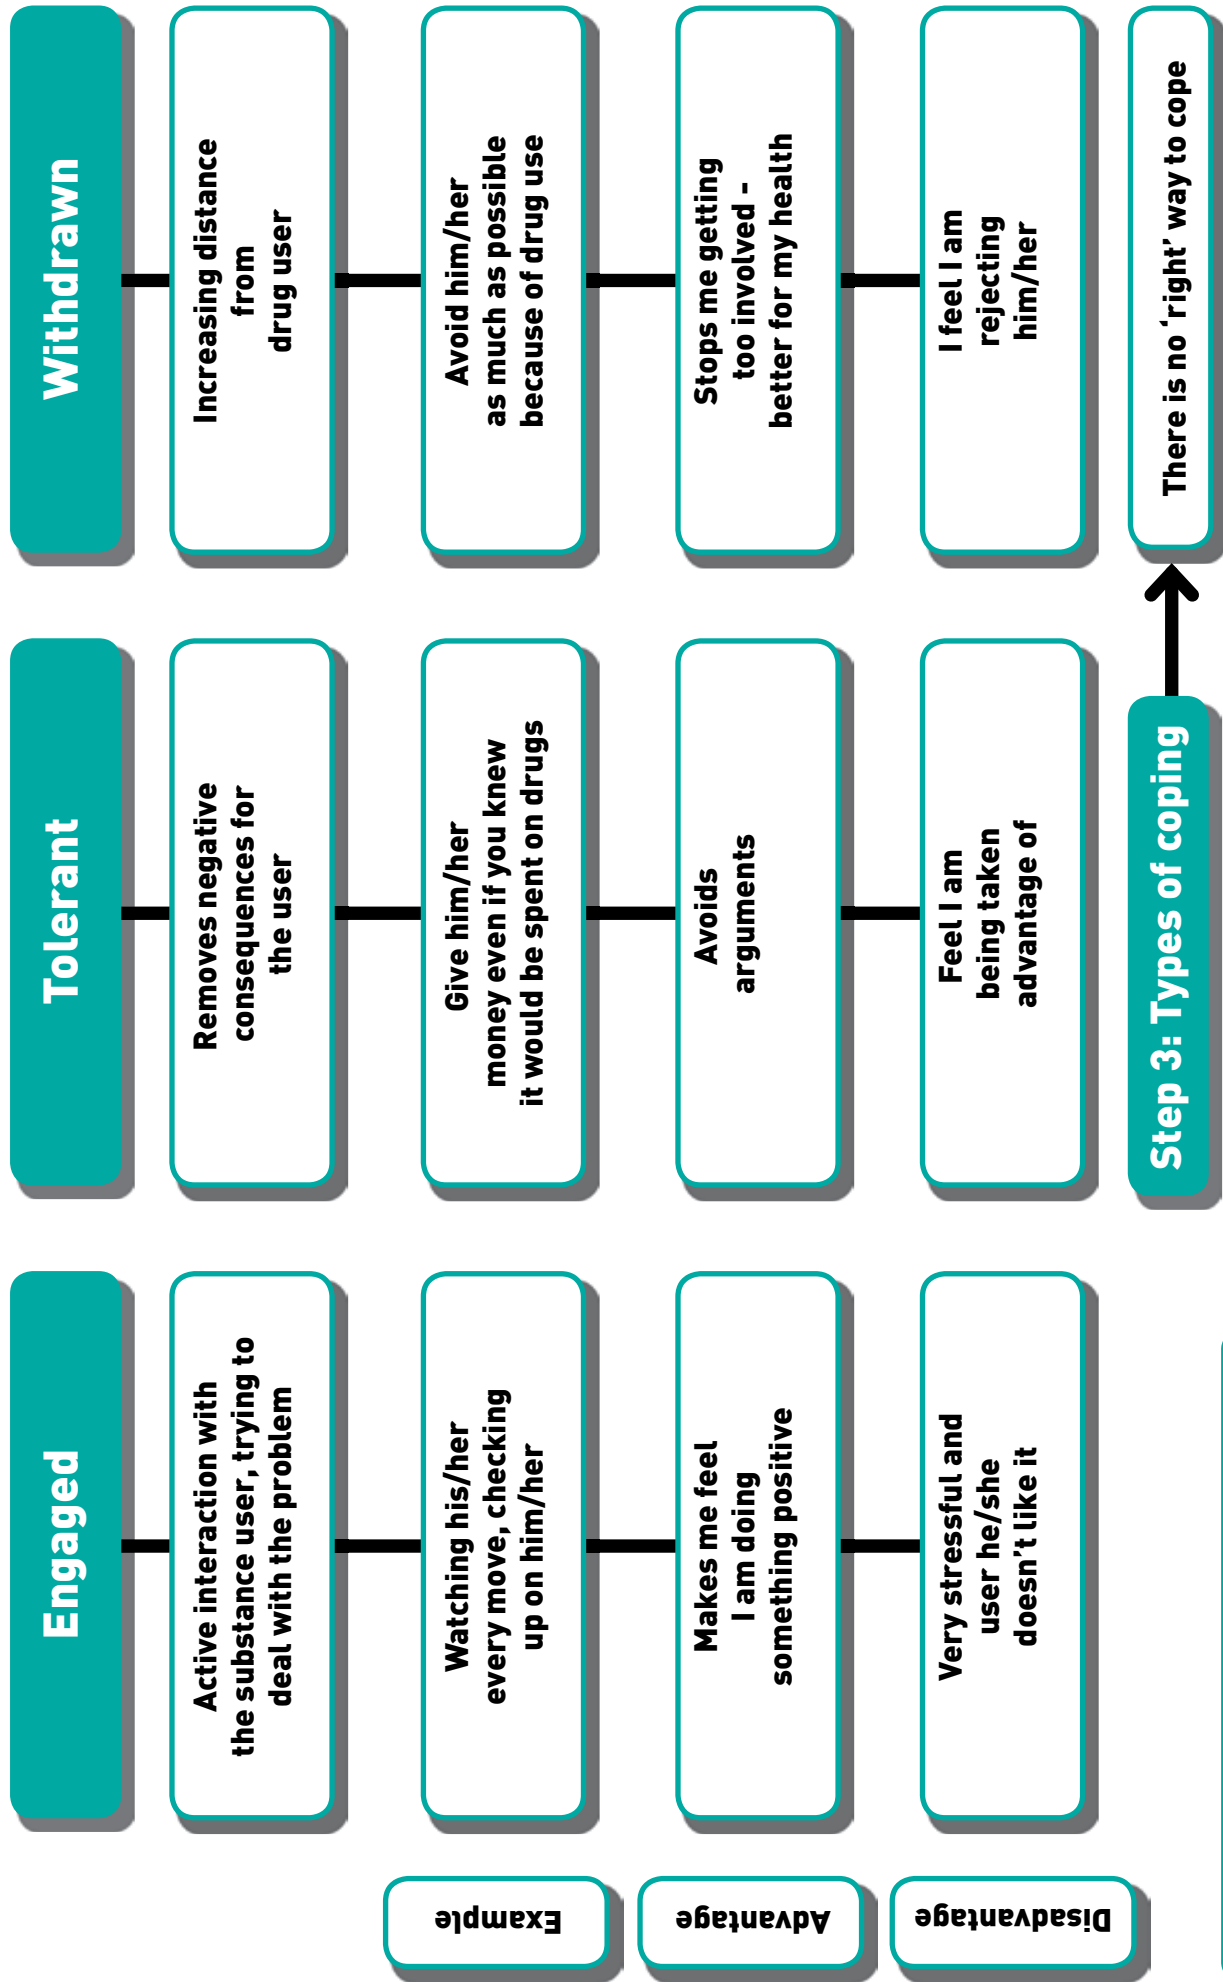 Engaged
Tolerant
Withdrawn
Active interaction with
the substance user, trying to
deal with the problem
Removes negative
consequences for
the user
Increasing distance
from
drug user
Example
Watching his/her
every move, checking
up on him/her
Give him/her
money even if you knew
it would be spent on drugs
Avoid him/her
as much as possible
because of drug use
Advantage
Makes me feel
I am doing
something positive
Avoids
arguments
Stops me getting
too involved -
better for my health
Disadvantage
Very stressful and
user he/she
doesn't like it
Feel I am
being taken
advantage of
I feel I am
rejecting
him/her
Step 3: Types of coping
There is no ‘right’ way to cope